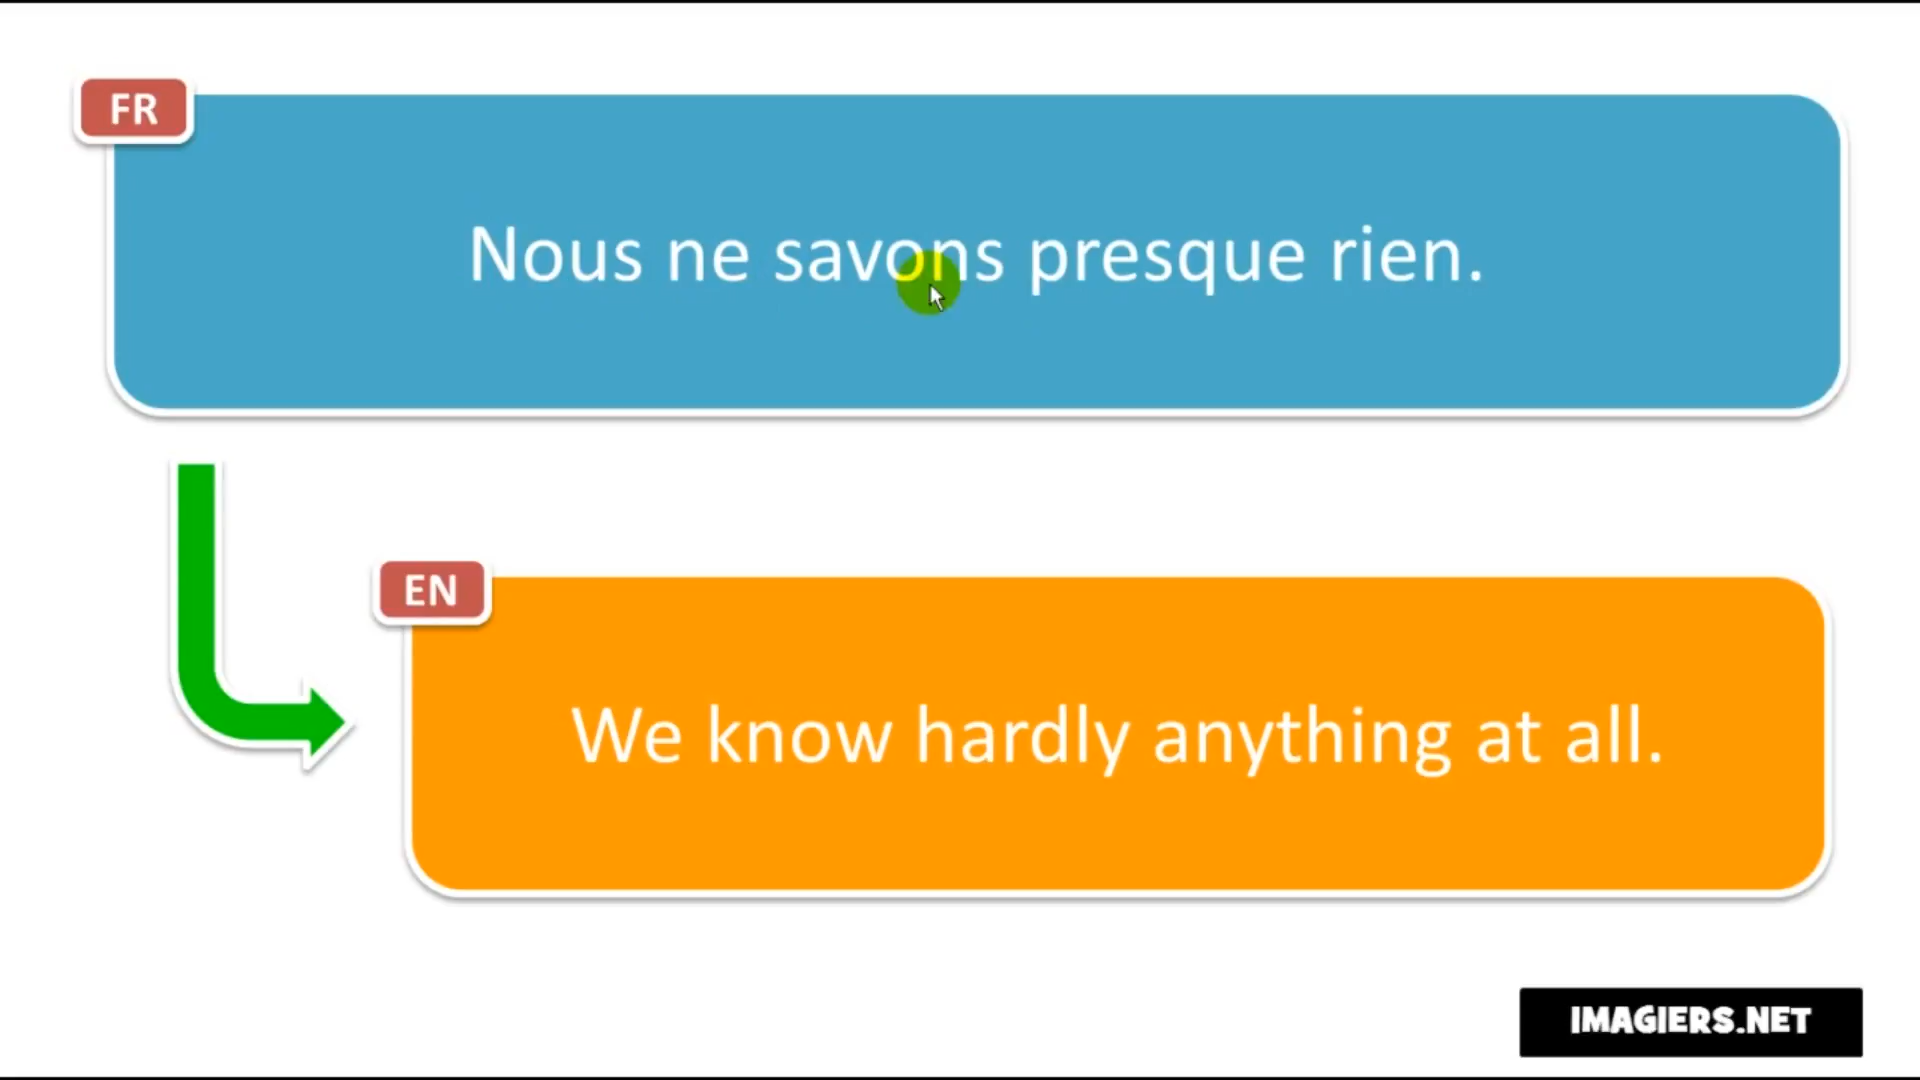 FR
Nous ne savons presque rien.
EN
We know hardly anything at all.
IMAGIERS.NET